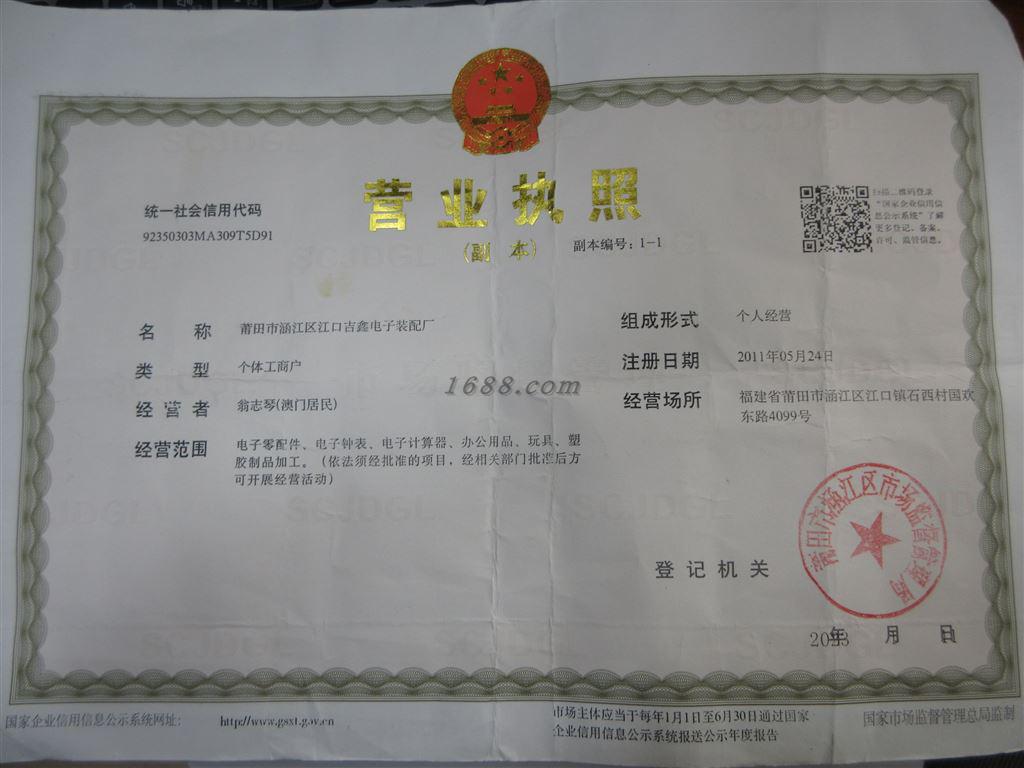 营业执照
(副 本)
副本编号：1-1
统一社会信用代码
92350303MA309T5D91
扫描二维码登录
“国家企业信用信
息公示系统”了解
更多登记、备案、
许可、监管信息。
名 称 莆田市涵江区江口吉鑫电子装配厂
类 型 个体工商户
经 营 者 翁志琴(澳门居民)
经营范围 电子零配件、电子钟表、电子计算器、办公用品、玩具、塑
胶制品加工。（依法须经批准的项目，经相关部门批准后方
可开展经营活动）
组成形式 个人经营
注册日期 2011年05月24日
经营场所 福建省莆田市涵江区江口镇石西村国欢
东路4099号
1688.com
SCJDGL
莆田市涵江区市场监督管理局
登记机关
年 月 日
国家企业信用信息公示系统网址： http://www.gsxt.gov.cn
市场主体应当于每年1月1日至6月30日通过国家
企业信用信息公示系统报送公示年度报告
国家市场监督管理总局监制